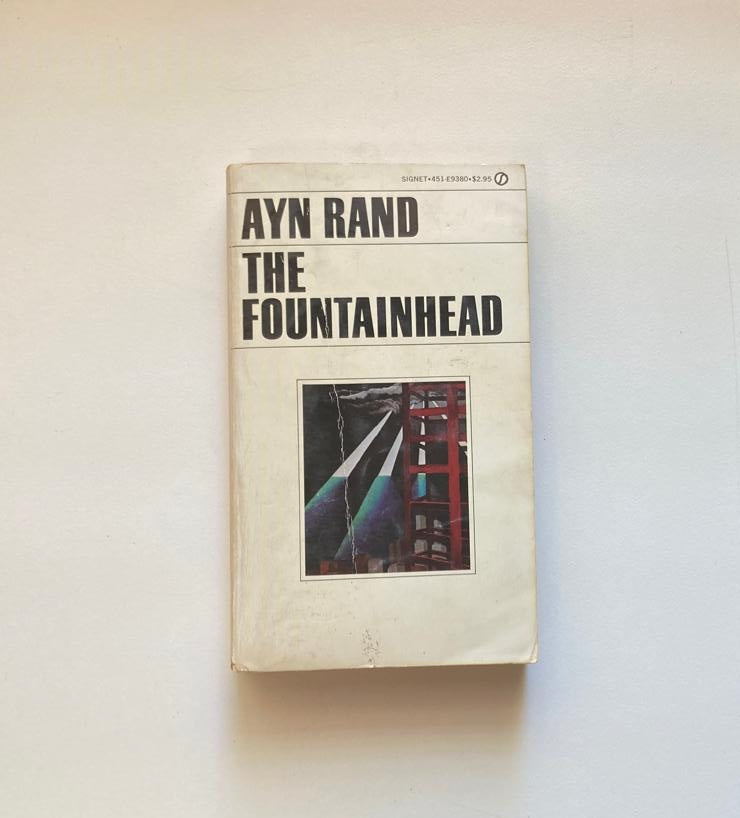 SIGNET•451-E9380•$2.95
AYN RAND
THE
FOUNTAINHEAD